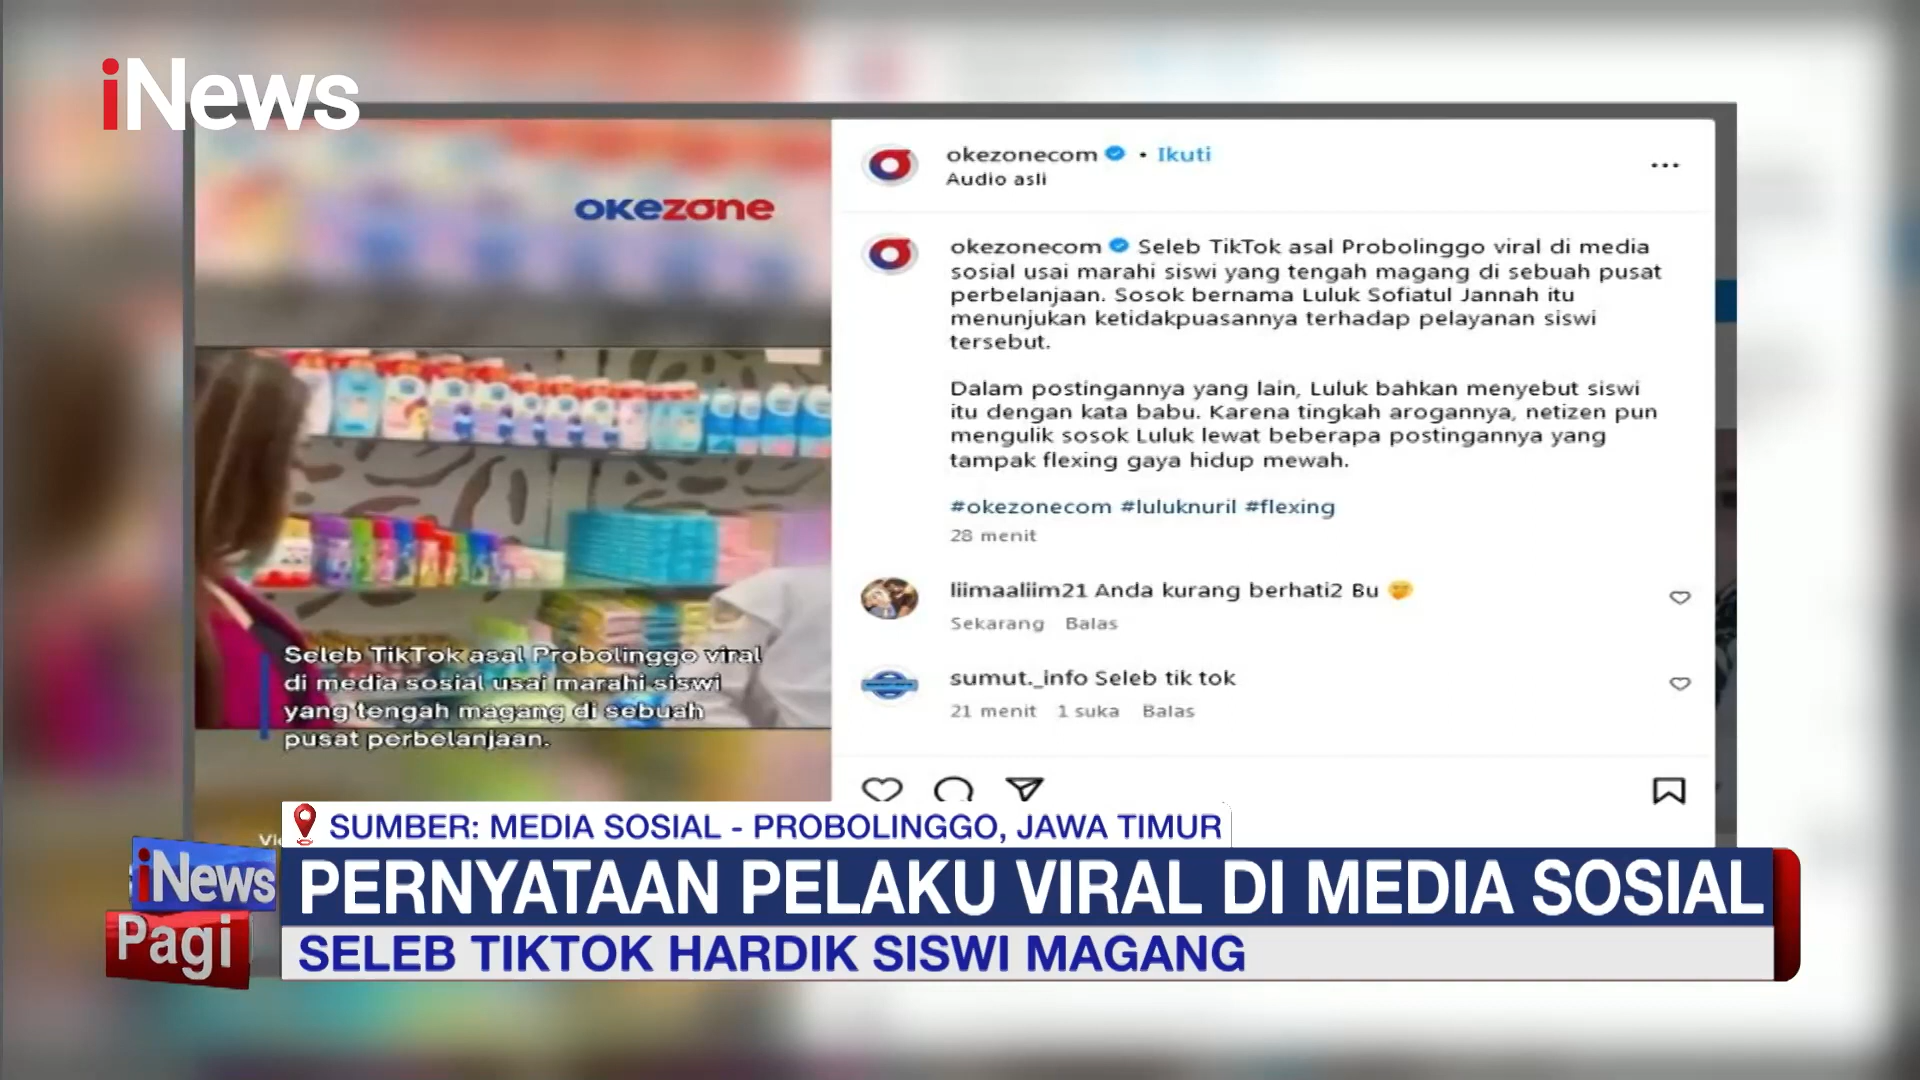 iNews
OKEZONE
Seleb TikTok asal Probolinggo viral
di media sosial usai marahi siswi
yang tengah magang di sebuah
pusat perbelanjaan.
okezonecom • Ikuti
Audio asli
okezonecom Seleb TikTok asal Probolinggo viral di media
sosial usai marahi siswi yang tengah magang di sebuah pusat
perbelanjaan. Sosok bernama Luluk Sofiatul Jannah itu
menunjukan ketidakpuasannya terhadap pelayanan siswi
tersebut.
Dalam postingannya yang lain, Luluk bahkan menyebut siswi
itu dengan kata babu. Karena tingkah arogannya, netizen pun
mengulik sosok Luluk lewat beberapa postingannya yang
tampak flexing gaya hidup mewah.
#okezonecom #luluknuril #flexing
28 menit
liimaaliim21 Anda kurang berhati2 Bu 🤭
Sekarang Balas
sumut._info Seleb tik tok
21 menit 1 suka Balas
SUMBER: MEDIA SOSIAL - PROBOLINGGO, JAWA TIMUR
iNews
Pagi
PERNYATAAN PELAKU VIRAL DI MEDIA SOSIAL
SELEB TIKTOK HARDIK SISWI MAGANG